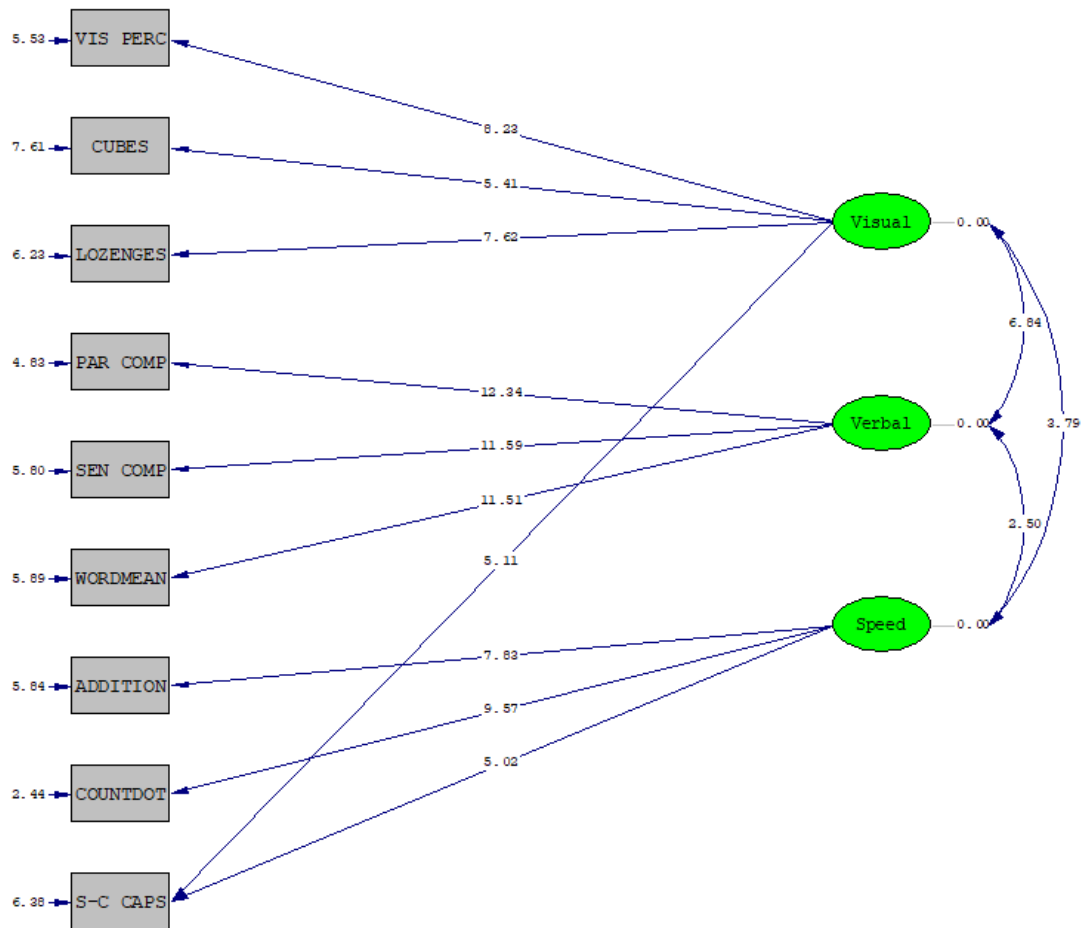 5.53 VIS PERC
8.23
7.61 CUBES
5.41
Visual 0.00
7.62
6.23 LOZENGES
6.84
4.83 PAR COMP
12.34
Verbal 0.00
3.79
11.59
5.80 SEN COMP
11.51
2.50
5.11
5.89 WORDMEAN
Speed 0.00
7.83
5.84 ADDITION
9.57
5.02
2.44 COUNTDOT
6.38 S-C CAPS